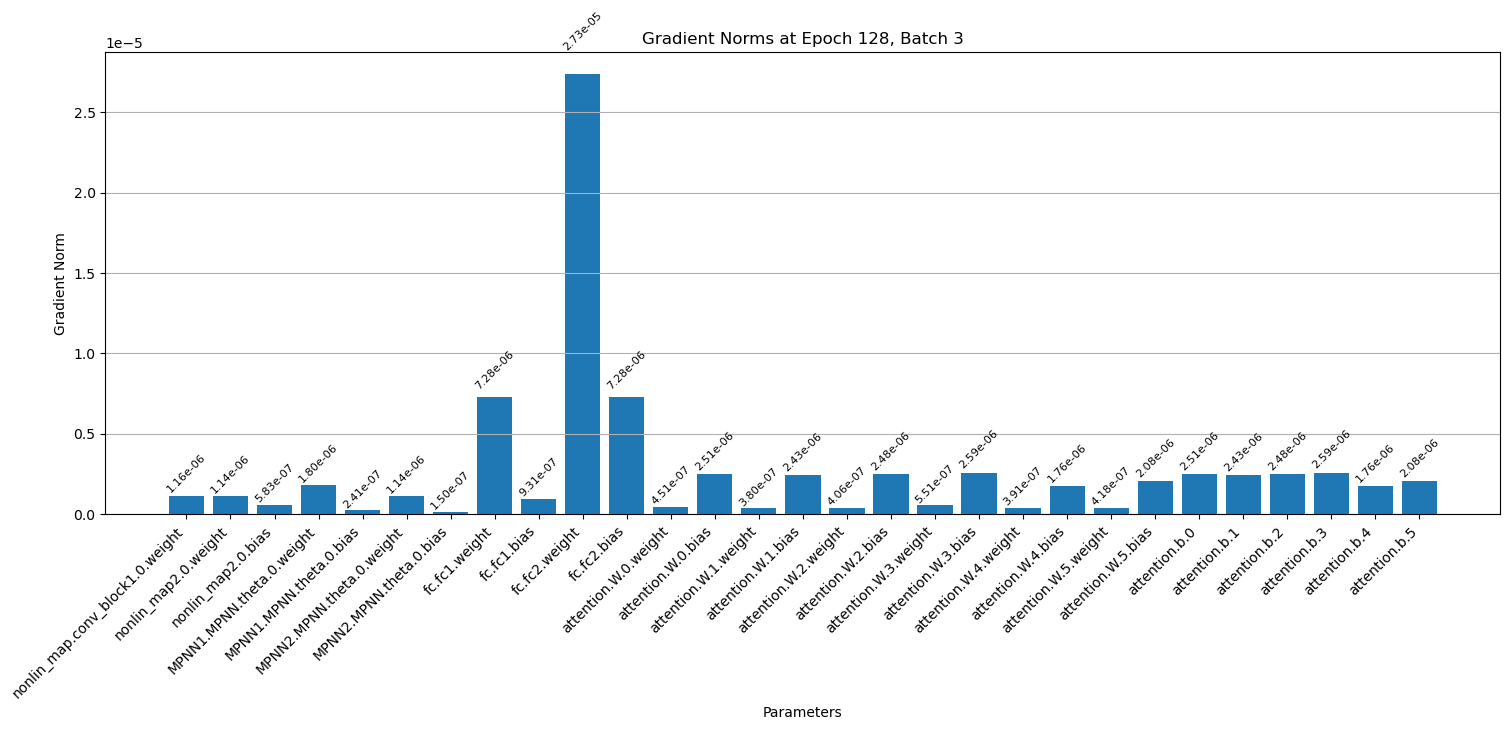 Gradient Norms at Epoch 128, Batch 3
1e−5
Gradient Norm
2.5
2.0
1.5
1.0
0.5
0.0
1.16e-06
1.14e-06
5.83e-07
1.80e-06
2.41e-07
1.14e-06
1.50e-07
7.28e-06
9.31e-07
2.73e-05
7.28e-06
4.51e-07
2.51e-06
3.80e-07
2.43e-06
4.06e-07
2.48e-06
5.51e-07
2.59e-06
3.91e-07
1.76e-06
4.18e-07
2.08e-06
2.51e-06
2.43e-06
2.48e-06
2.59e-06
1.76e-06
2.08e-06
nonlin_map.conv_block1.0.weight
nonlin_map2.0.weight
nonlin_map2.0.bias
MPNN1.MPNN.theta.0.weight
MPNN1.MPNN.theta.0.bias
MPNN2.MPNN.theta.0.weight
MPNN2.MPNN.theta.0.bias
fc.fc1.weight
fc.fc1.bias
fc.fc2.weight
fc.fc2.bias
attention.W.0.weight
attention.W.0.bias
attention.W.1.weight
attention.W.1.bias
attention.W.2.weight
attention.W.2.bias
attention.W.3.weight
attention.W.3.bias
attention.W.4.weight
attention.W.4.bias
attention.W.5.weight
attention.W.5.bias
attention.b.0
attention.b.1
attention.b.2
attention.b.3
attention.b.4
attention.b.5
Parameters